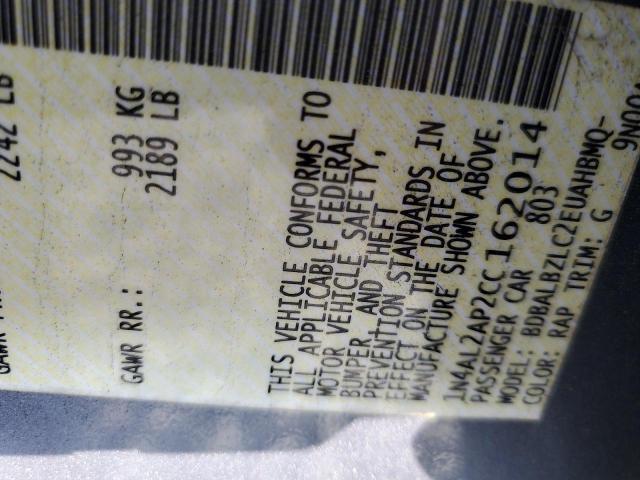 2242 LB
GAWR RR.: 993 KG
2189 LB
THIS VEHICLE CONFORMS TO
ALL APPLICABLE FEDERAL
MOTOR VEHICLE SAFETY,
BUMPER, AND THEFT
PREVENTION STANDARDS IN
EFFECT ON THE DATE OF
MANUFACTURE SHOWN ABOVE.
1N4AL2AP2CC162014
PASSENGER CAR 803
MODEL: BDBALBZLC2EUAHBMQ-
COLOR: RAP TRIM: G